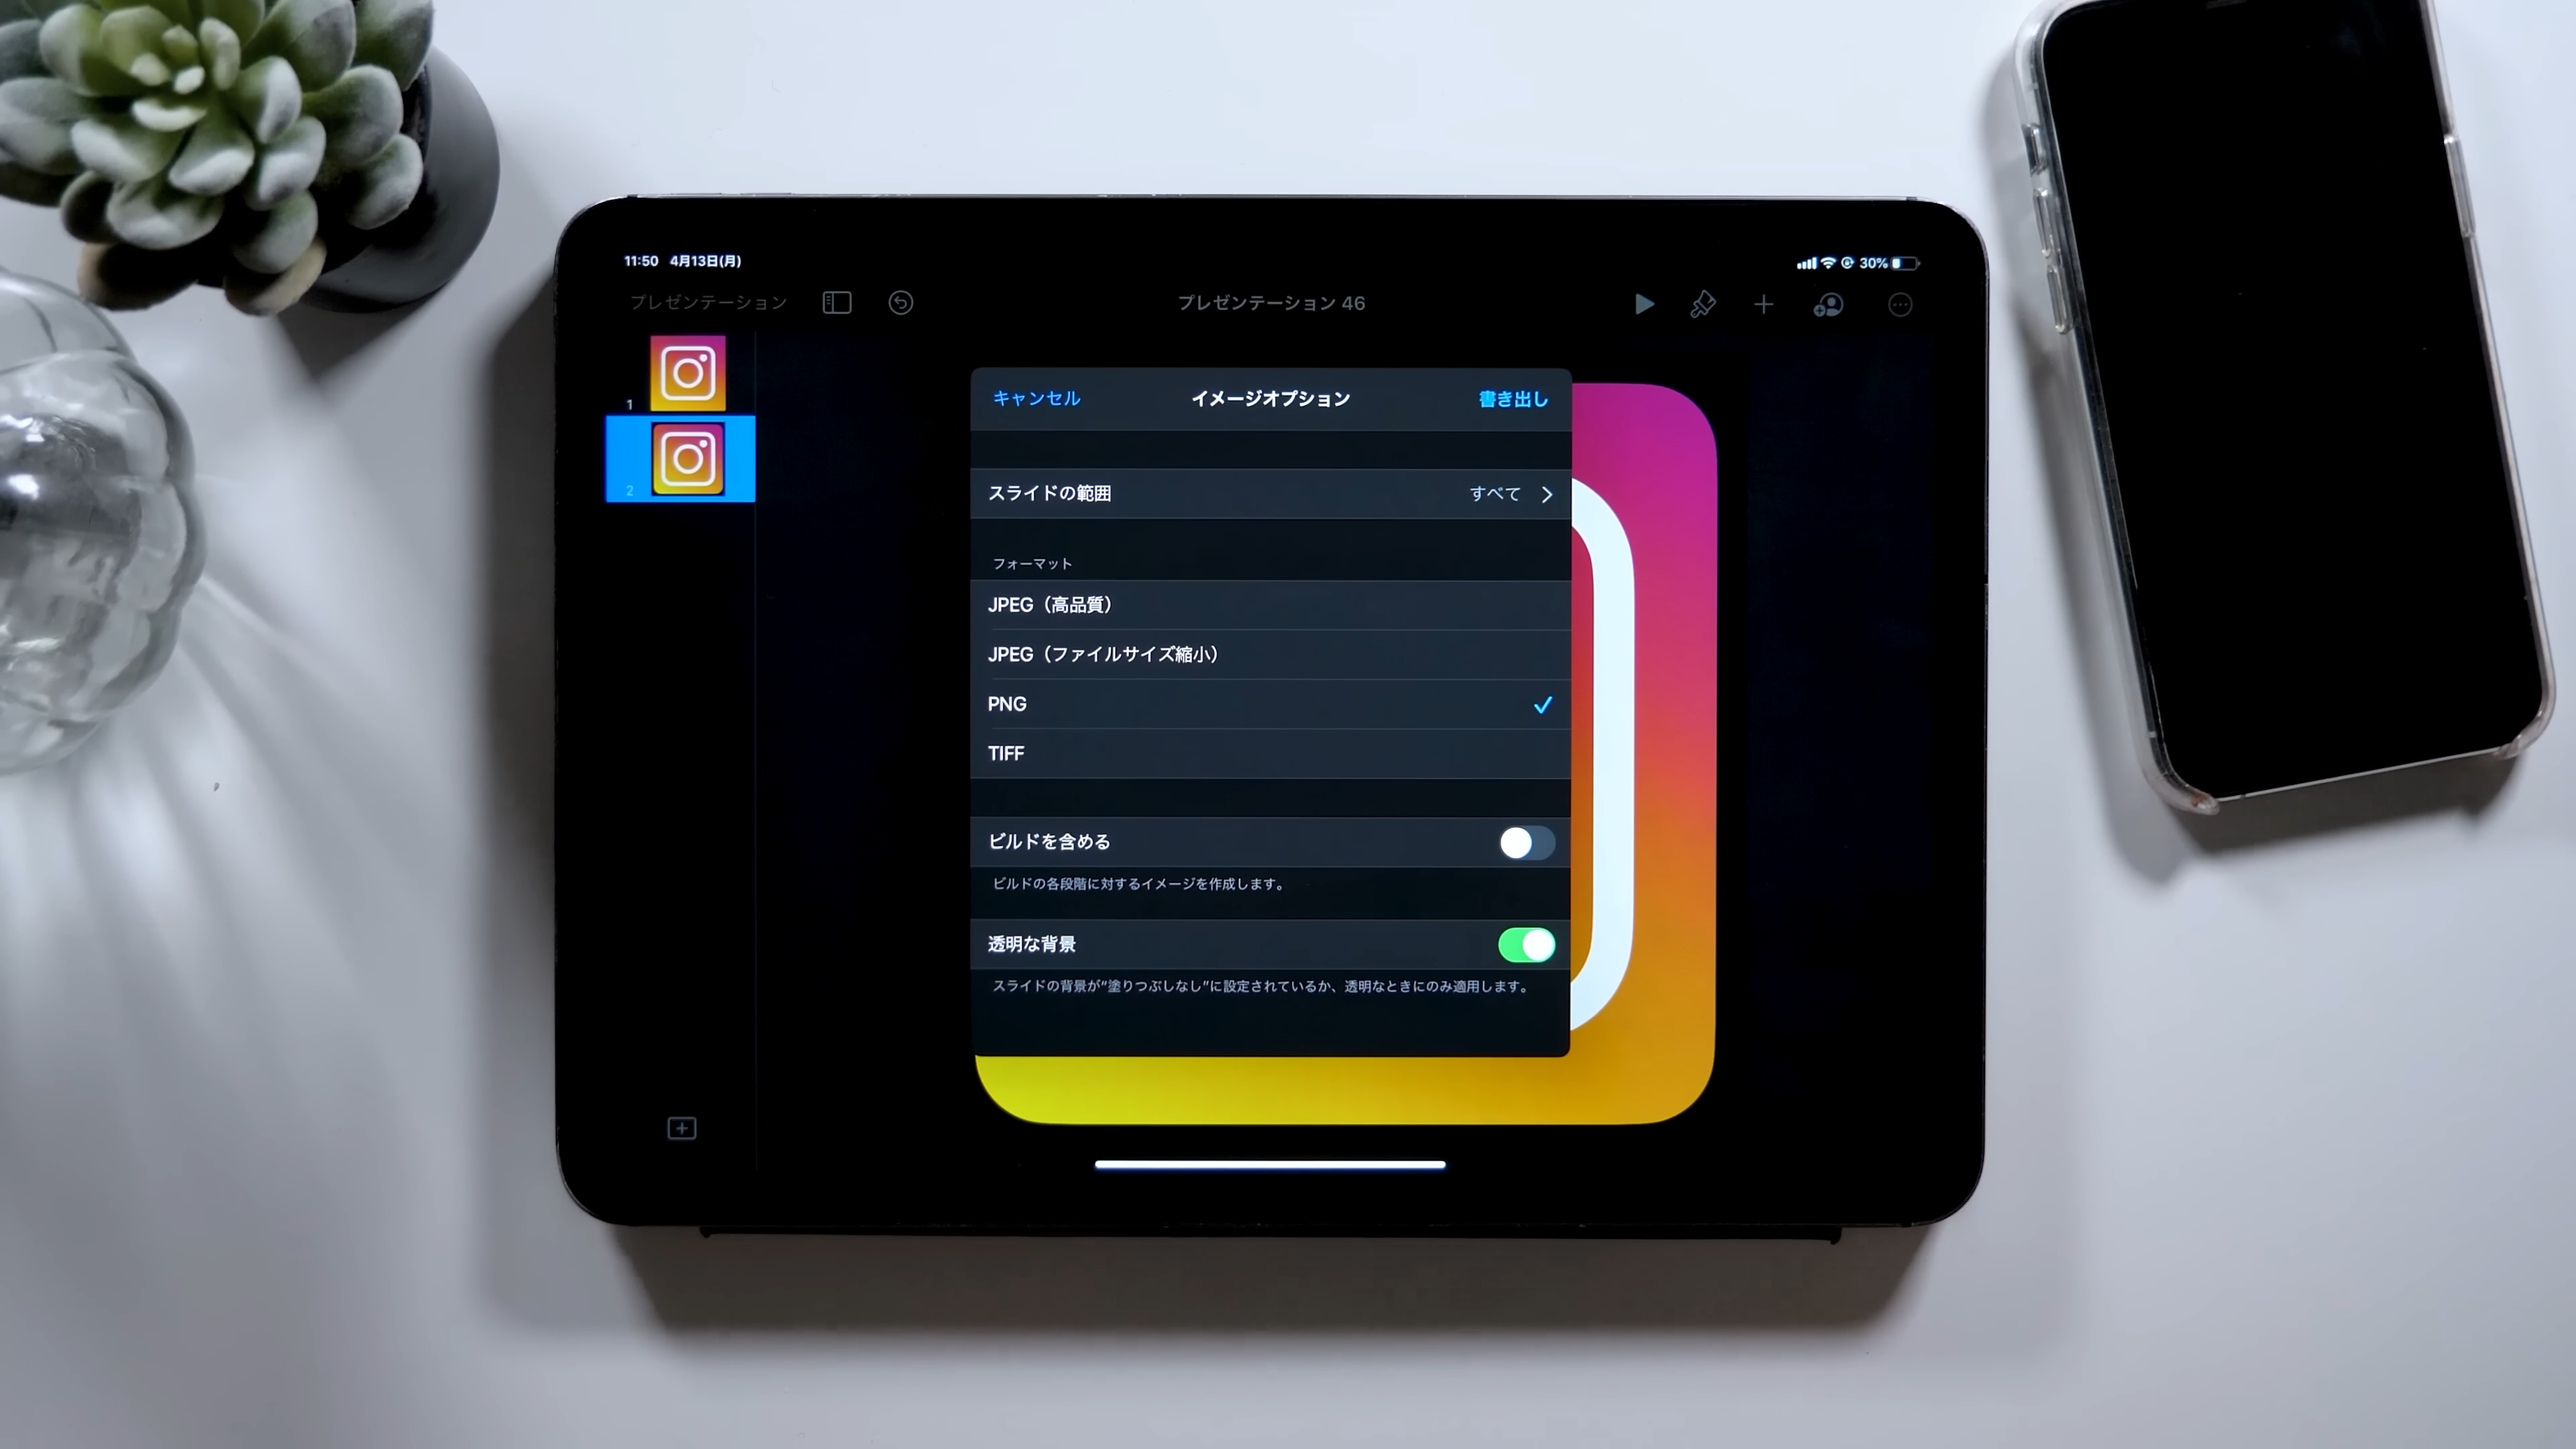 11:50 4月13日(月)
30%
プレゼンテーション
プレゼンテーション 46
1
2
キャンセル
イメージオプション
書き出し
スライドの範囲
すべて
フォーマット
JPEG（高品質）
JPEG（ファイルサイズ縮小）
PNG
TIFF
ビルドを含める
ビルドの各段階に対するイメージを作成します。
透明な背景
スライドの背景が"塗りつぶしなし"に設定されているか、透明なときにのみ適用します。